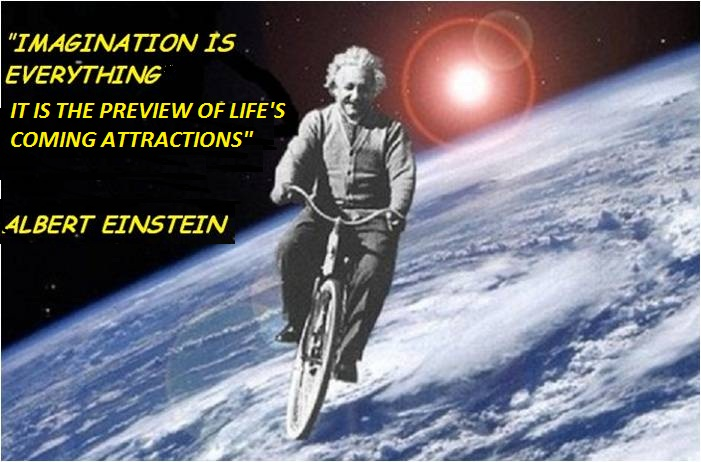 "IMAGINATION IS
EVERYTHING
IT IS THE PREVIEW OF LIFE'S
COMING ATTRACTIONS"
ALBERT EINSTEIN